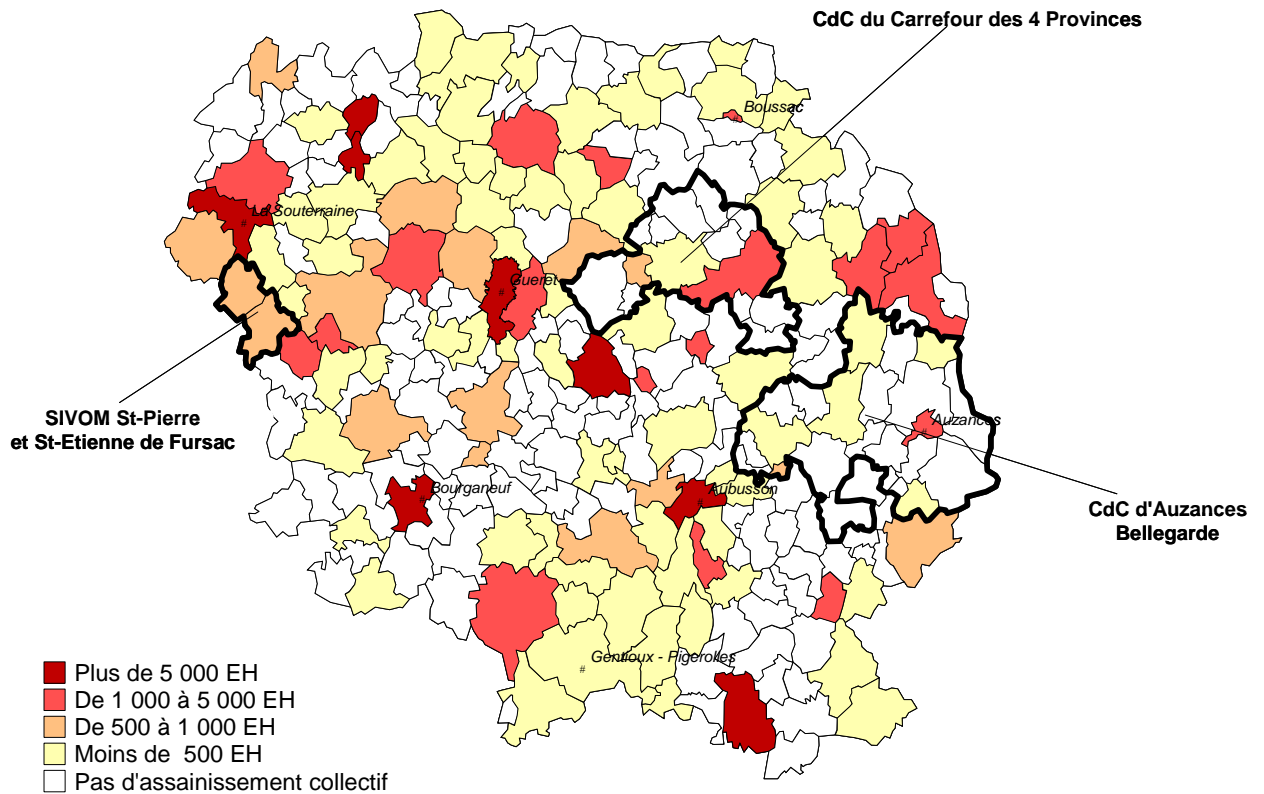 CdC du Carrefour des 4 Provinces
Boussac
La Souterraine
Gueret
SIVOM St-Pierre
et St-Etienne de Fursac
Auzances
Bourganeuf
Aubusson
CdC d'Auzances
Bellegarde
Gentioux - Pigerolles
Plus de 5 000 EH
De 1 000 à 5 000 EH
De 500 à 1 000 EH
Moins de  500 EH
Pas d'assainissement collectif